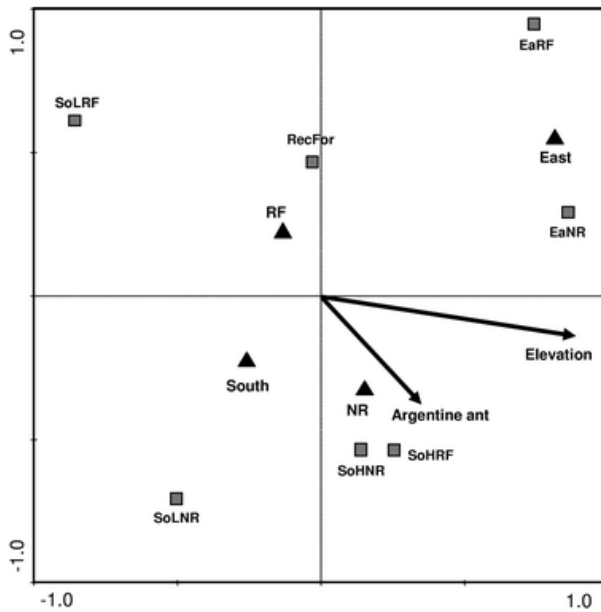 1.0
EaRF
SoLRF
RecFor
East
RF
EaNR
Elevation
South
NR
Argentine ant
SoHNR
SoHRF
SoLNR
-1.0
-1.0
1.0